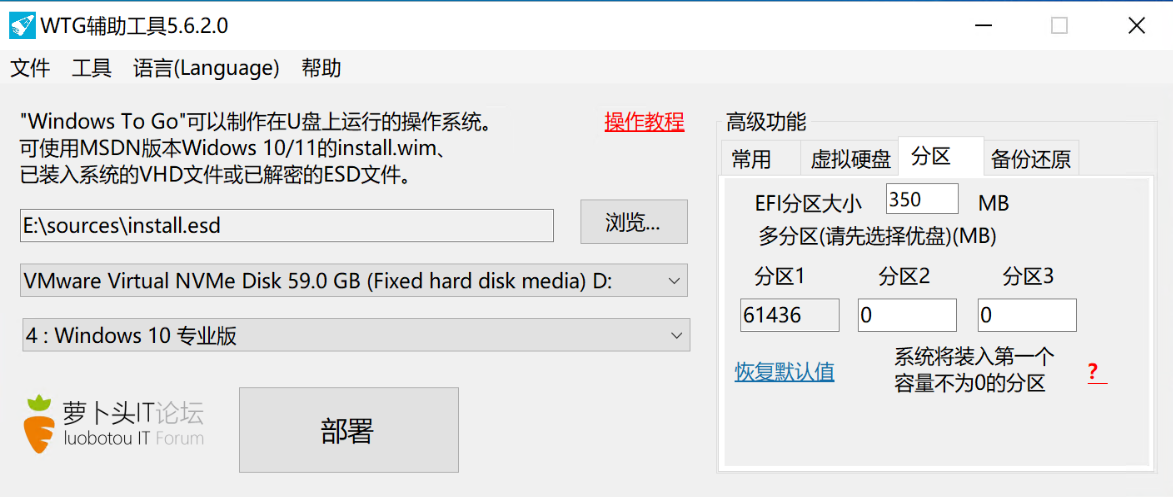 WTG辅助工具5.6.2.0
文件 工具 语言(Language) 帮助
"Windows To Go"可以制作在U盘上运行的操作系统。
操作教程
可使用MSDN版本Widows 10/11的install.wim、
已装入系统的VHD文件或已解密的ESD文件。
E:\sources\install.esd
浏览...
VMware Virtual NVMe Disk 59.0 GB (Fixed hard disk media) D:
4 : Windows 10 专业版
萝卜头IT论坛
luobotou IT Forum
部署
高级功能
常用 虚拟硬盘 分区 备份还原
EFI分区大小 350 MB
多分区(请先选择优盘)(MB)
分区1 分区2 分区3
61436 0 0
恢复默认值
系统将装入第一个
容量不为0的分区
?